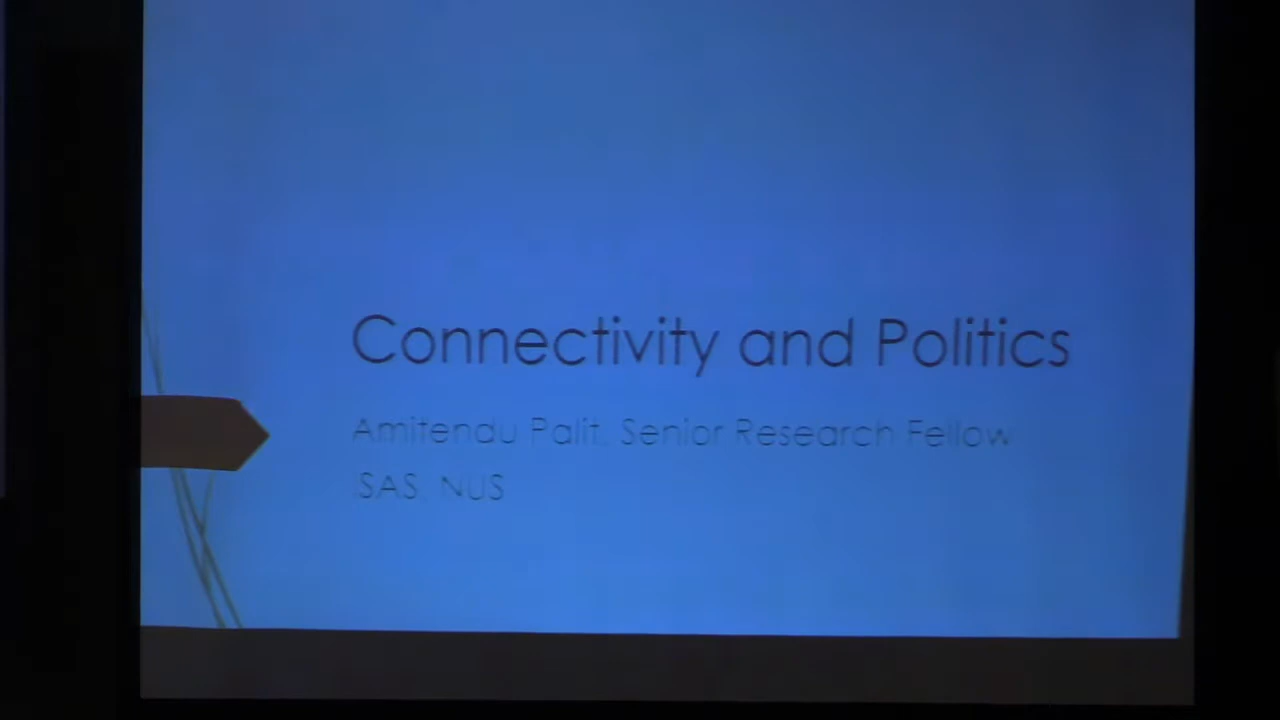 Connectivity and Politics
Amitendu Palit, Senior Research Fellow
ISAS, NUS